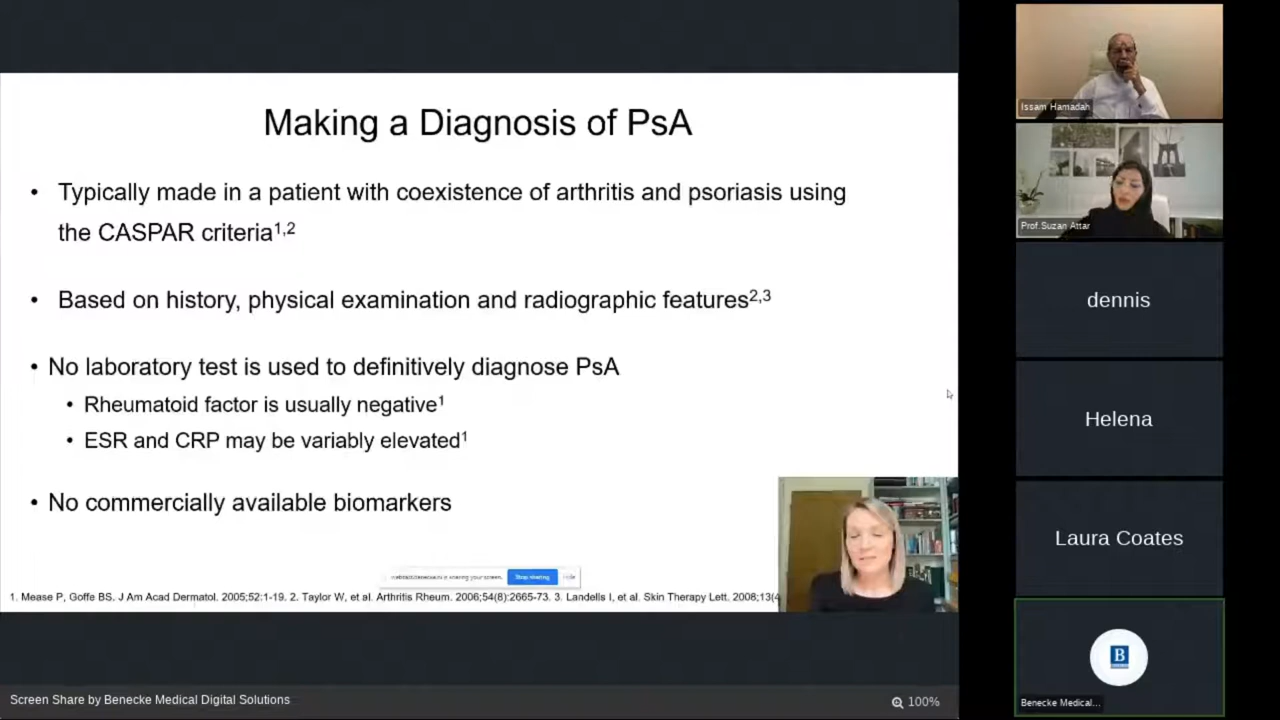 Making a Diagnosis of PsA
• Typically made in a patient with coexistence of arthritis and psoriasis using
the CASPAR criteria1,2
• Based on history, physical examination and radiographic features2,3
• No laboratory test is used to definitively diagnose PsA
• Rheumatoid factor is usually negative1
• ESR and CRP may be variably elevated1
• No commercially available biomarkers
is sharing your screen.
Stop sharing
Hide
1. Mease P, Goffe BS. J Am Acad Dermatol. 2005;52:1-19. 2. Taylor W, et al. Arthritis Rheum. 2006;54(8):2665-73. 3. Landells I, et al. Skin Therapy Lett. 2008;13(4
Screen Share by Benecke Medical Digital Solutions
100%
Issam Hamadah
Prof.Suzan Attar
dennis
Helena
Laura Coates
B
Benecke Medical...